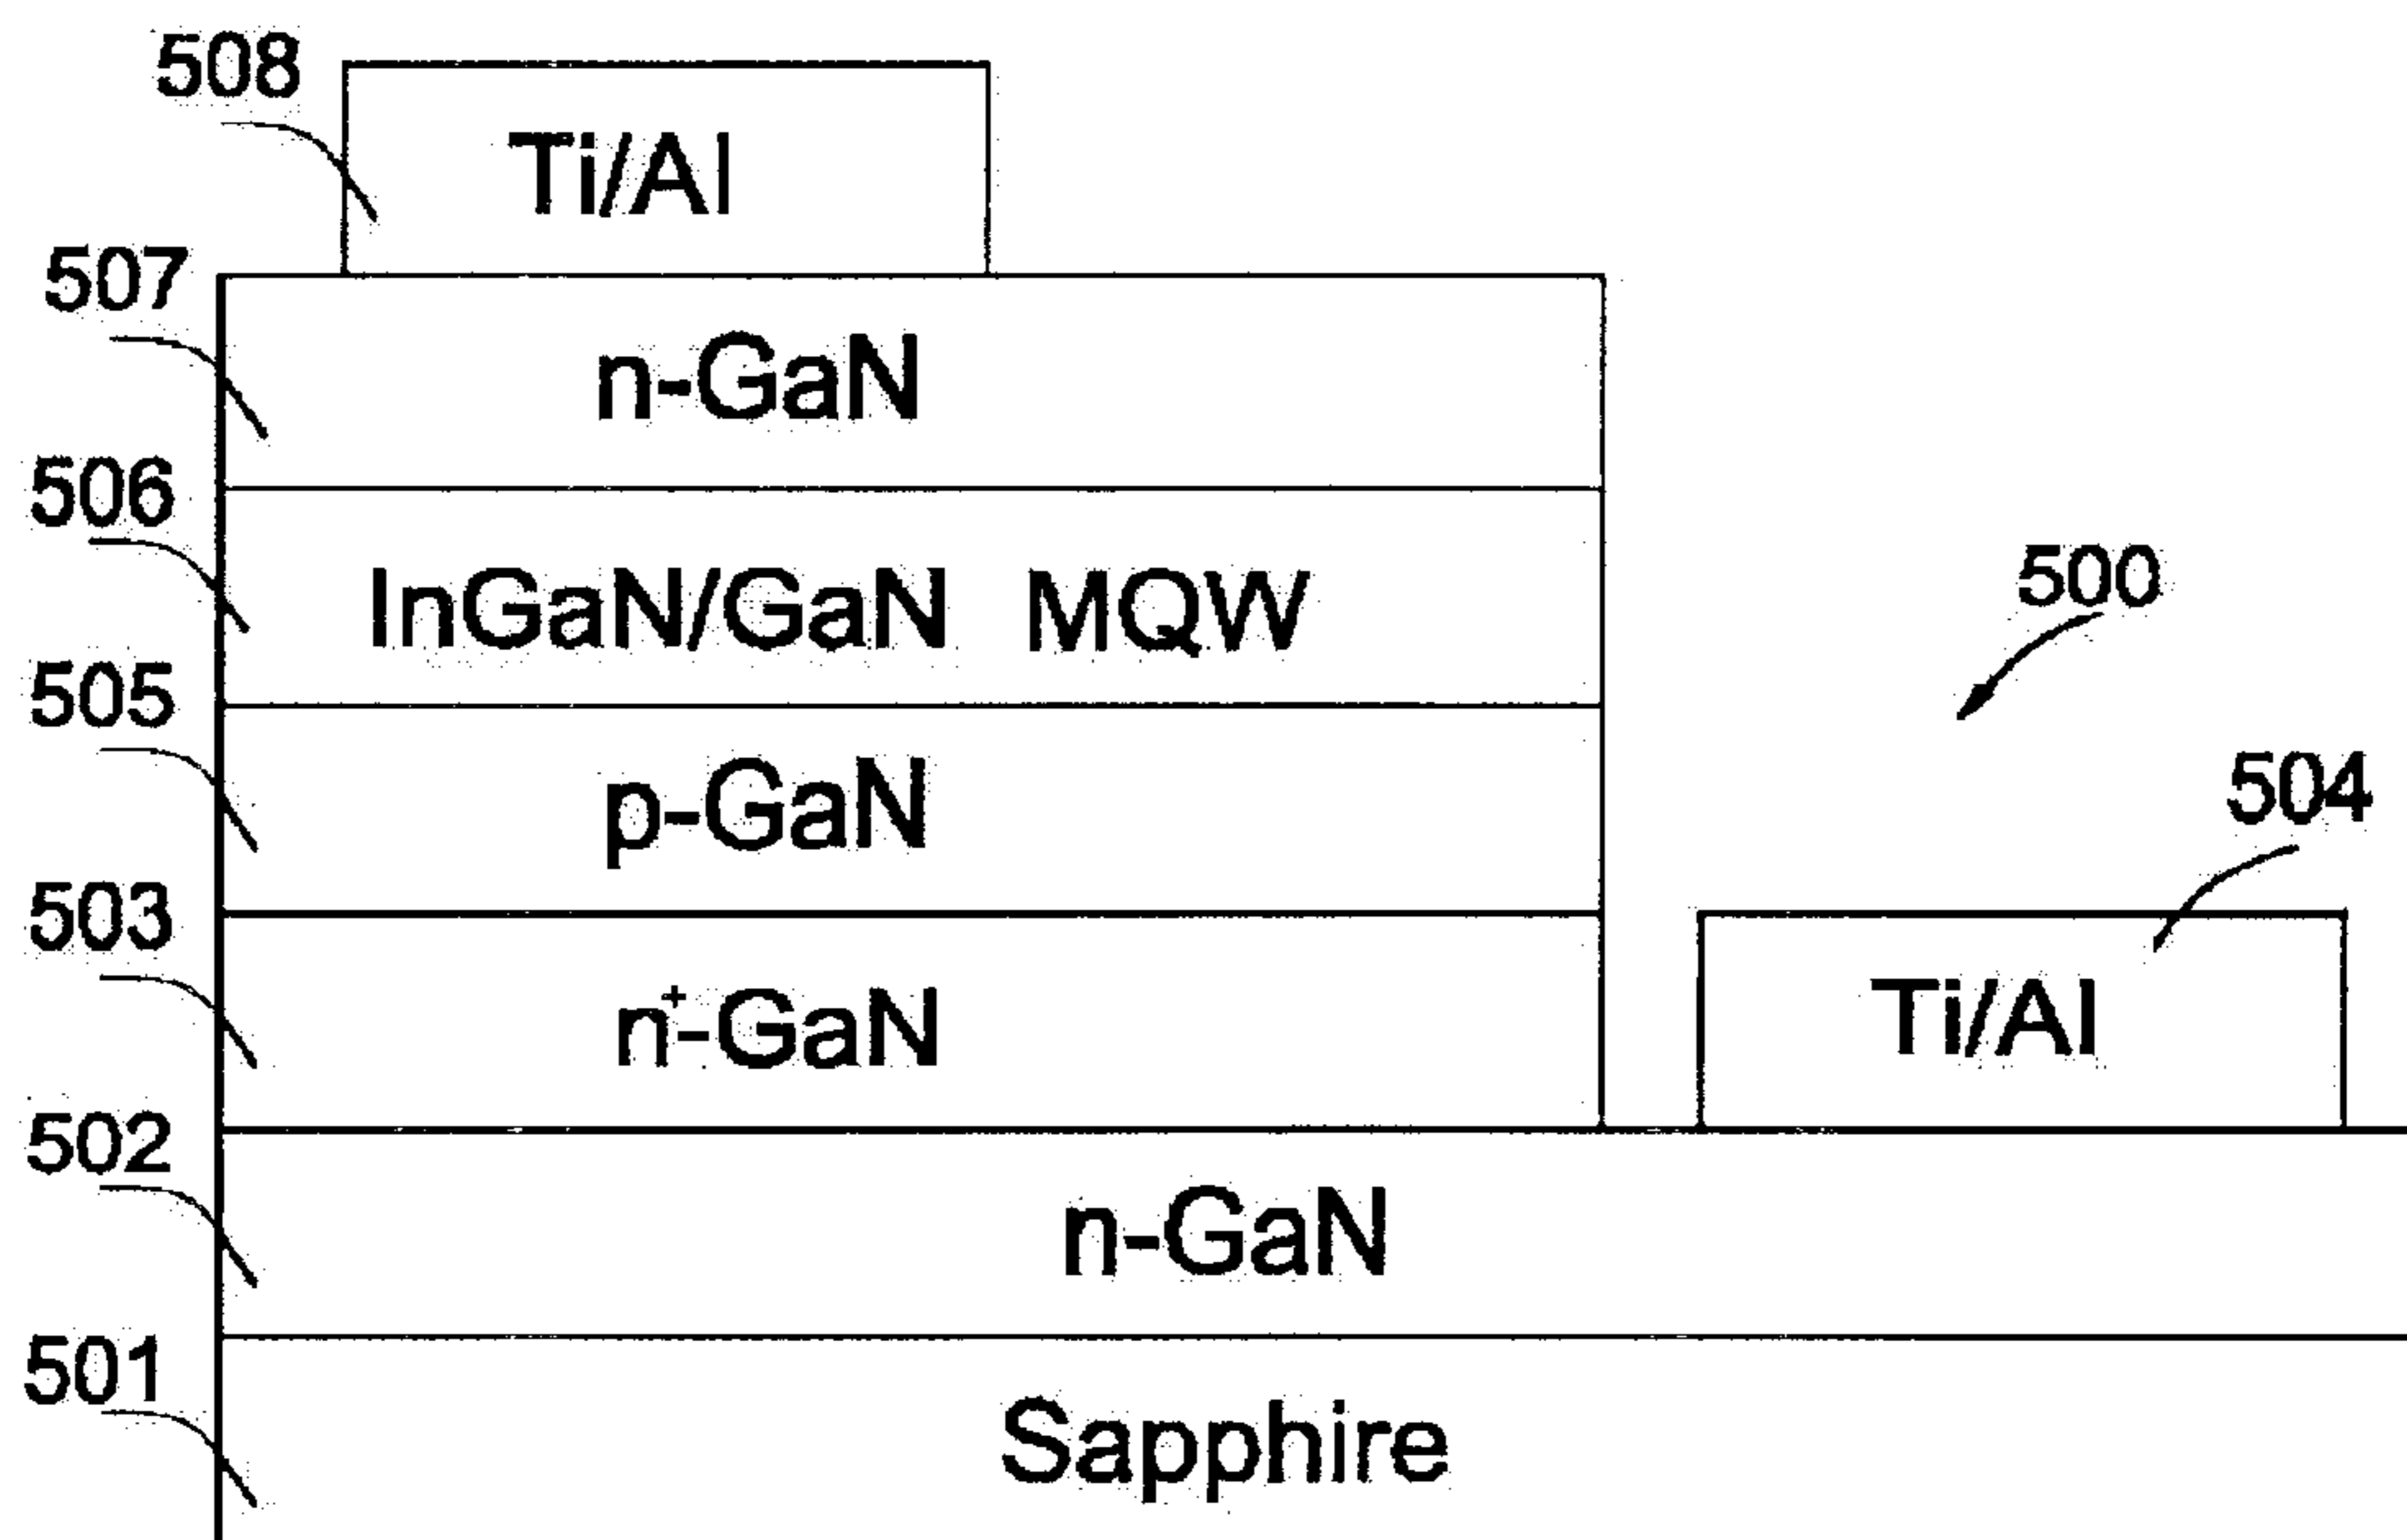 508
Ti/Al
507
n-GaN
506
InGaN/GaN MQW
500
505
p-GaN
504
503
n⁺-GaN
Ti/Al
502
n-GaN
501
Sapphire